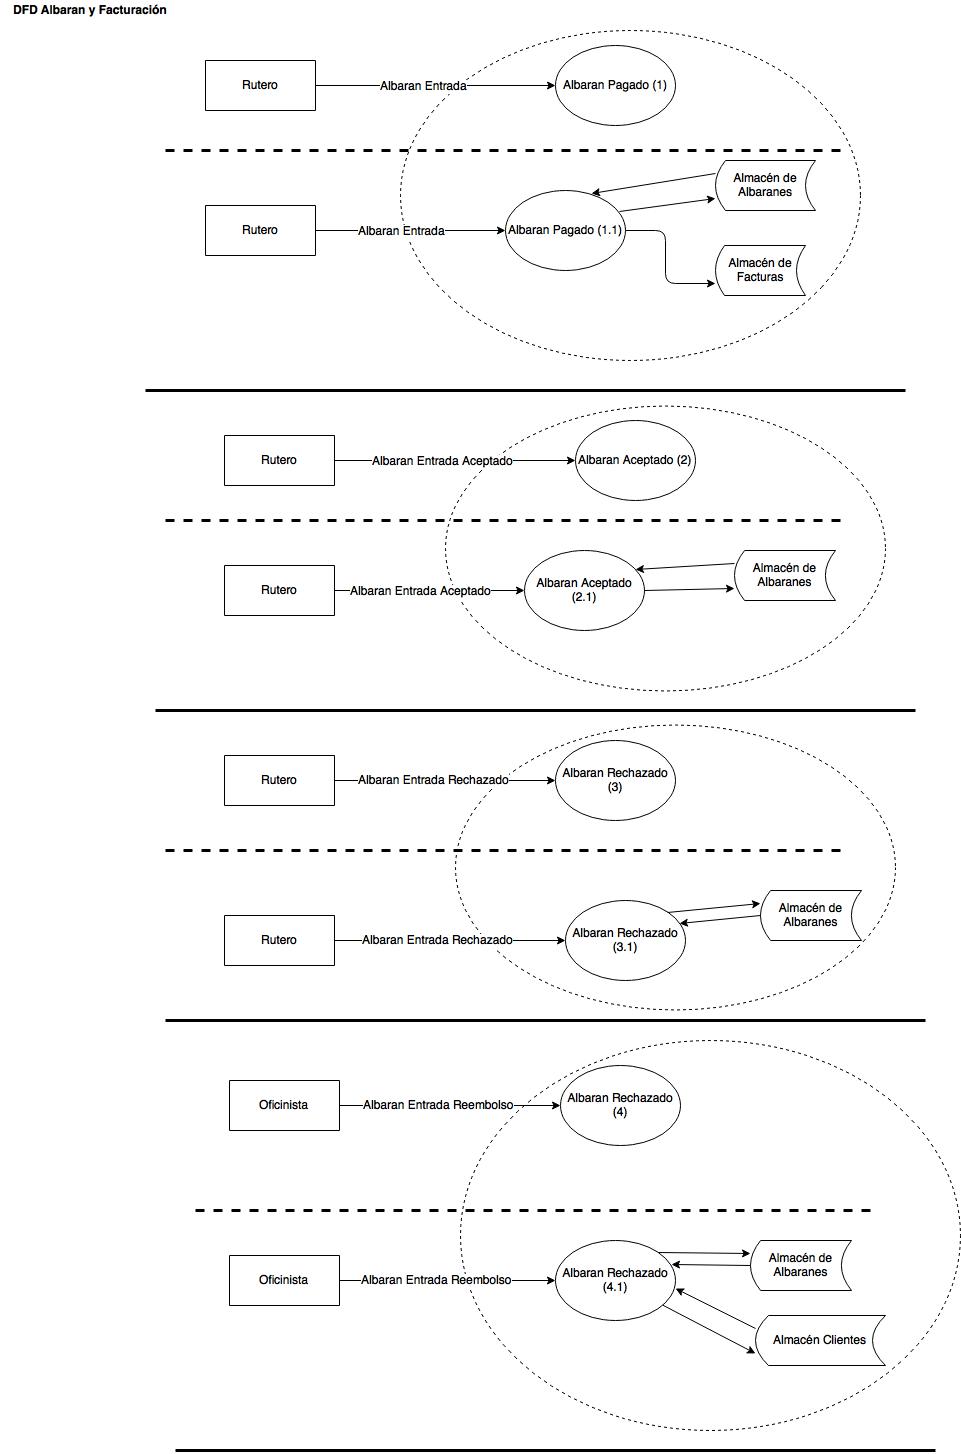 DFD Albaran y Facturación
Rutero
Albaran Entrada
Albaran Pagado (1)
Almacén de
Albaranes
Rutero
Albaran Entrada
Albaran Pagado (1.1)
Almacén de
Facturas
Rutero
Albaran Entrada Aceptado
Albaran Aceptado (2)
Rutero
Albaran Entrada Aceptado
Albaran Aceptado
(2.1)
Almacén de
Albaranes
Rutero
Albaran Entrada Rechazado
Albaran Rechazado
(3)
Rutero
Albaran Entrada Rechazado
Albaran Rechazado
(3.1)
Almacén de
Albaranes
Oficinista
Albaran Entrada Reembolso
Albaran Rechazado
(4)
Oficinista
Albaran Entrada Reembolso
Albaran Rechazado
(4.1)
Almacén de
Albaranes
Almacén Clientes